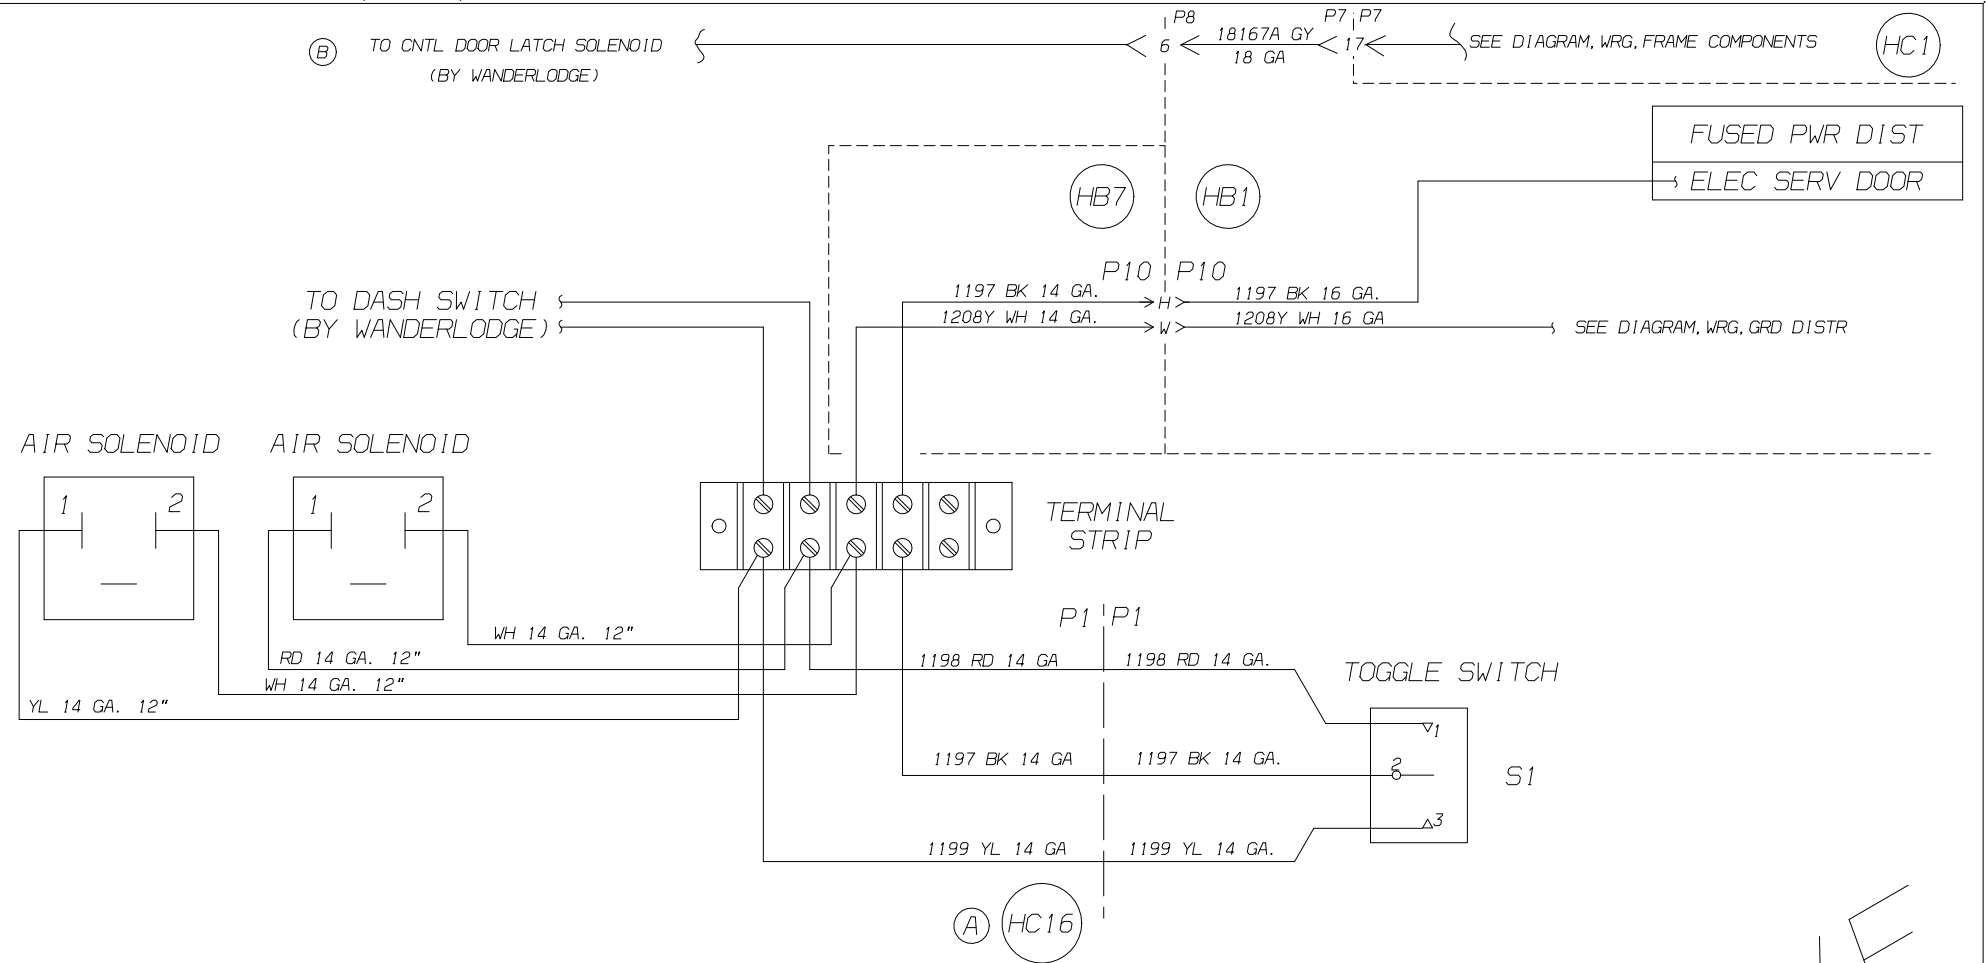 P8
P7 P7
18167A GY
B TO CNTL DOOR LATCH SOLENOID
(BY WANDERLODGE)
6
17
SEE DIAGRAM, WRG, FRAME COMPONENTS
HC1
18 GA
FUSED PWR DIST
ELEC SERV DOOR
HB7 HB1
P10 P10
TO DASH SWITCH
(BY WANDERLODGE)
1197 BK 14 GA. H 1197 BK 16 GA.
1208Y WH 14 GA. W 1208Y WH 16 GA
SEE DIAGRAM, WRG, GRD DISTR
AIR SOLENOID AIR SOLENOID
1 2 1 2
TERMINAL
STRIP
P1 P1
WH 14 GA. 12"
RD 14 GA. 12"
WH 14 GA. 12"
YL 14 GA. 12"
1198 RD 14 GA 1198 RD 14 GA.
TOGGLE SWITCH
1
1197 BK 14 GA 1197 BK 14 GA.
2
S1
3
1199 YL 14 GA 1199 YL 14 GA.
A HC16